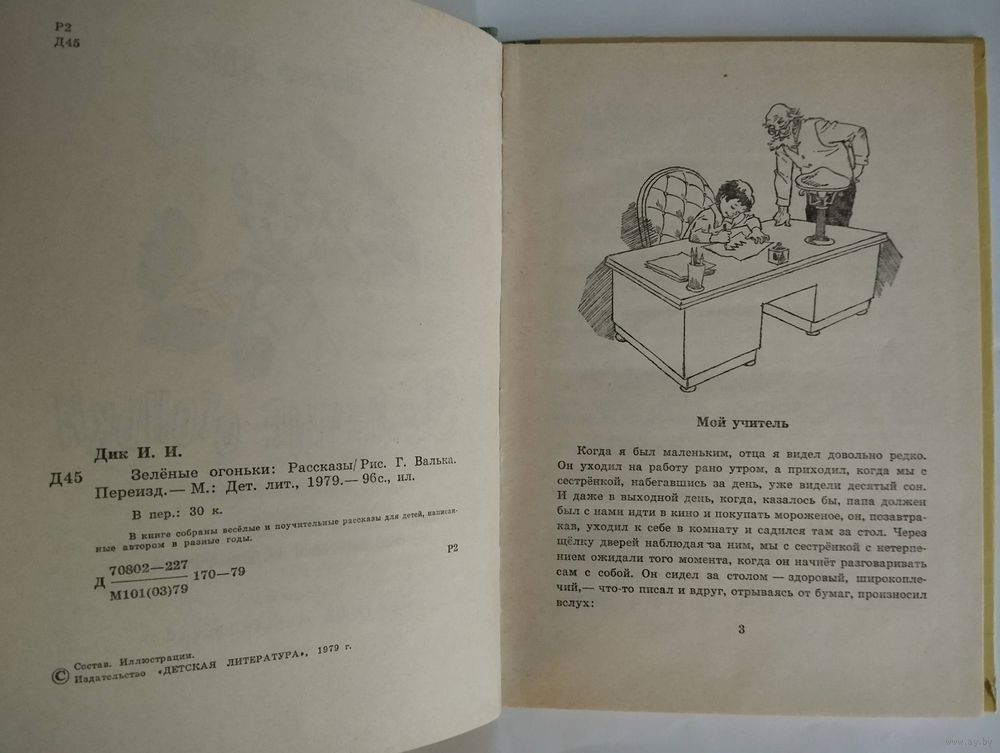 Р2
Д45
Дик И. И.
Д45 Зелёные огоньки: Рассказы/Рис. Г. Валька.
Переизд.— М.: Дет. лит., 1979.— 96с., ил.
В пер.: 30 к.
В книге собраны весёлые и поучительные рассказы для детей, написан-
ные автором в разные годы.
Р2
Д 70802—227 170—79
М101(03)79
Состав. Иллюстрации.
© Издательство «ДЕТСКАЯ ЛИТЕРАТУРА», 1979 г.
Мой учитель
Когда я был маленьким, отца я видел довольно редко.
Он уходил на работу рано утром, а приходил, когда мы с
сестрёнкой, набегавшись за день, уже видели десятый сон.
И даже в выходной день, когда, казалось бы, папа должен
был с нами идти в кино и покупать мороженое, он, позавтра-
кав, уходил к себе в комнату и садился там за стол. Через
щёлку дверей наблюдая за ним, мы с сестрёнкой с нетерпе-
нием ожидали того момента, когда он начнёт разговаривать
сам с собой. Он сидел за столом — здоровый, широкопле-
чий,— что-то писал и вдруг, отрываясь от бумаг, произносил
вслух:
3
www.ay.by